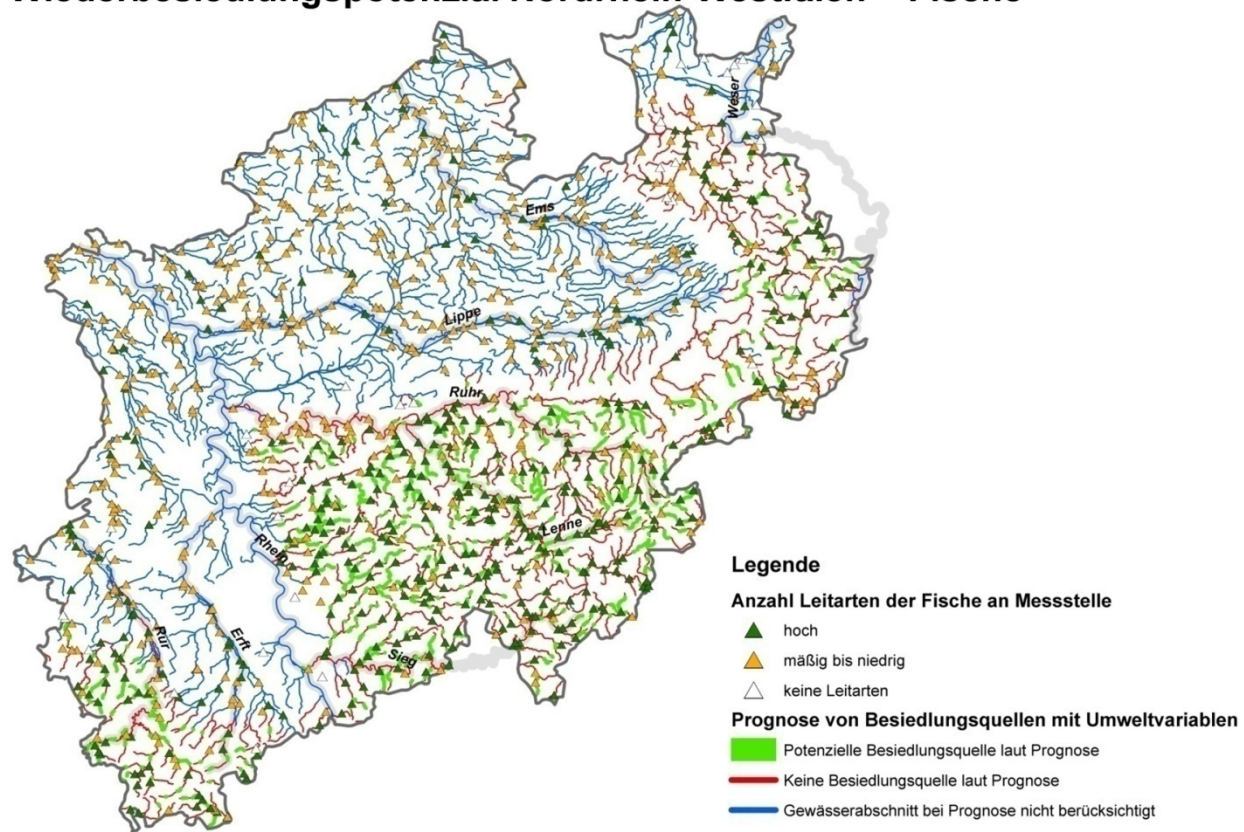 Wiederbesiedlungspotenzial Nordrhein-Westfalen – Fische
Weser
Ems
Lippe
Ruhr
Lenne
Rhein
Rur
Erft
Sieg
Legende
Anzahl Leitarten der Fische an Messstelle
hoch
mäßig bis niedrig
keine Leitarten
Prognose von Besiedlungsquellen mit Umweltvariablen
Potenzielle Besiedlungsquelle laut Prognose
Keine Besiedlungsquelle laut Prognose
Gewässerabschnitt bei Prognose nicht berücksichtigt